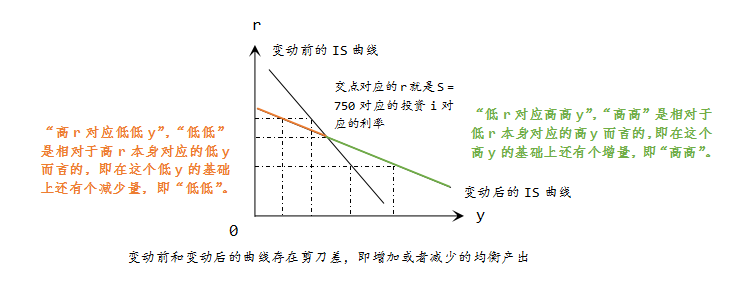 r
变动前的 IS 曲线
交点对应的 r 就是 S =
750 对应的投资 i 对
应的利率
“高 r 对应低低 y”，“低低”
是相对于高 r 本身对应的低 y
而言的，即在这个低 y 的基础
上还有个减少量，即“低低”。
“低 r 对应高高 y”，“高高”是相对于
低 r 本身对应的高 y 而言的，即在这个
高 y 的基础上还有个增量，即“高高”。
变动后的 IS 曲线
0
y
变动前和变动后的曲线存在剪刀差，即增加或者减少的均衡产出